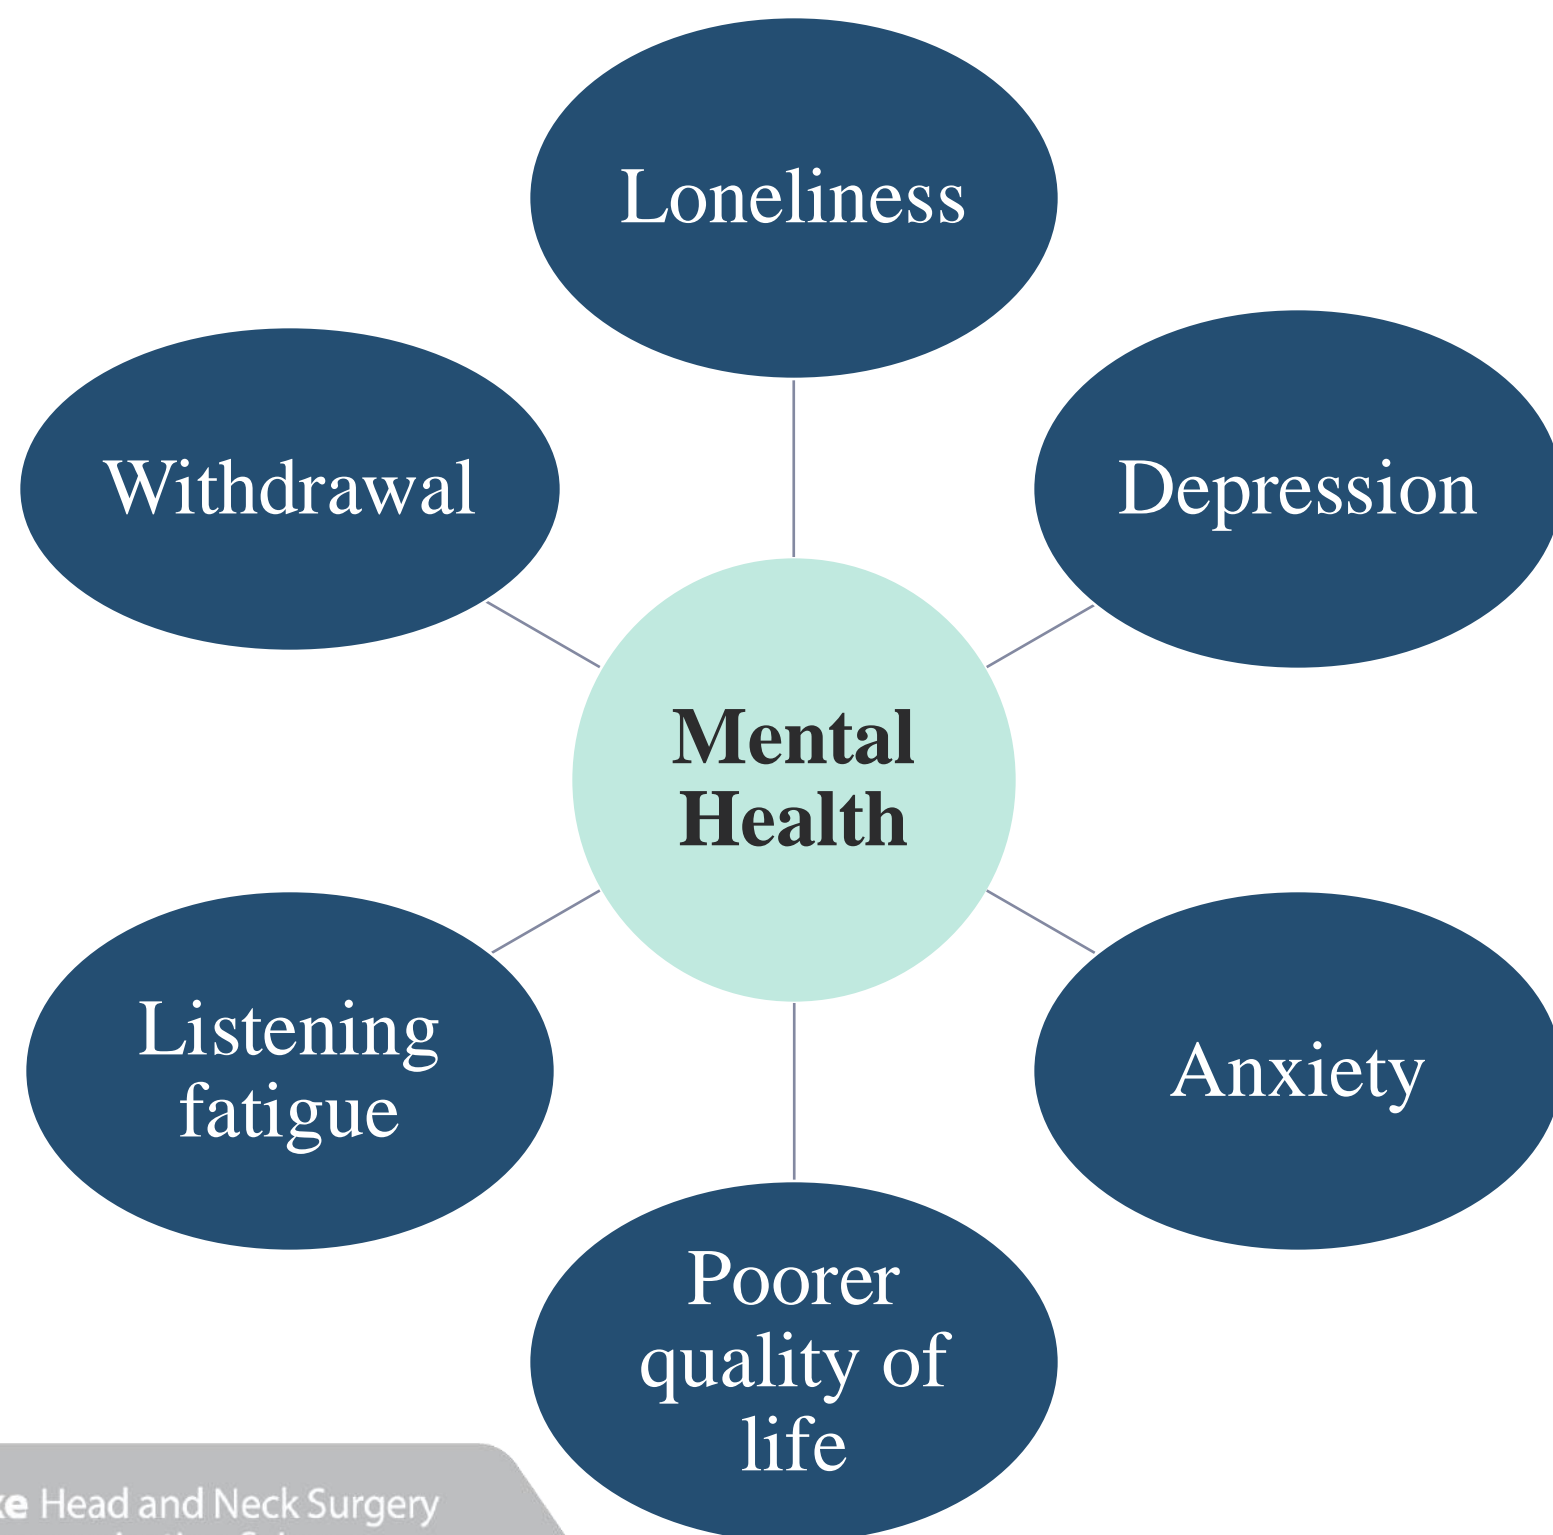 Loneliness
Depression
Anxiety
Poorer
quality of
life
Listening
fatigue
Withdrawal
Mental
Health
Head and Neck Surgery